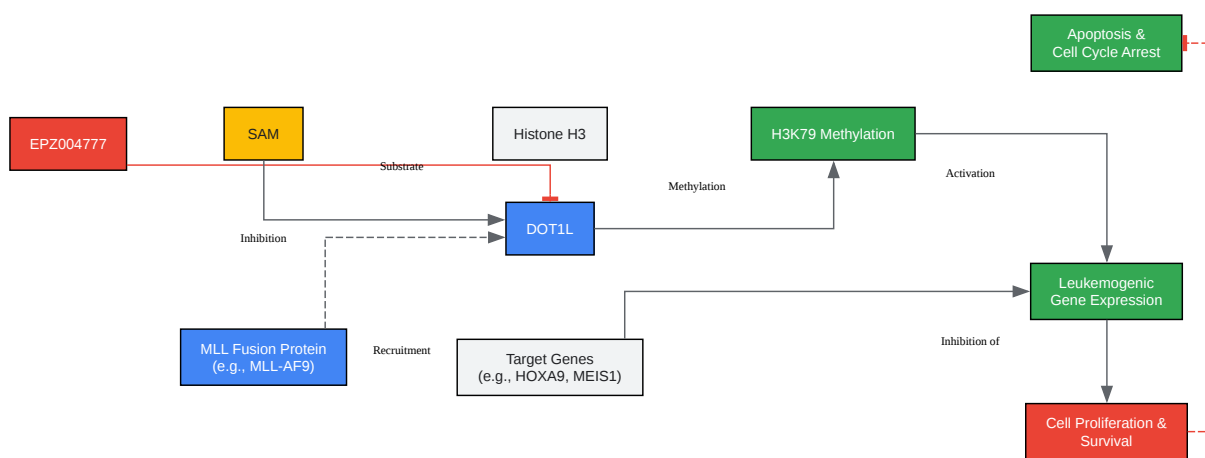 Apoptosis &
Cell Cycle Arrest
EPZ004777
SAM
Histone H3
H3K79 Methylation
Substrate
Methylation
Activation
DOT1L
Inhibition
Leukemogenic
Gene Expression
MLL Fusion Protein
(e.g., MLL-AF9)
Recruitment
Target Genes
(e.g., HOXA9, MEIS1)
Inhibition of
Cell Proliferation &
Survival